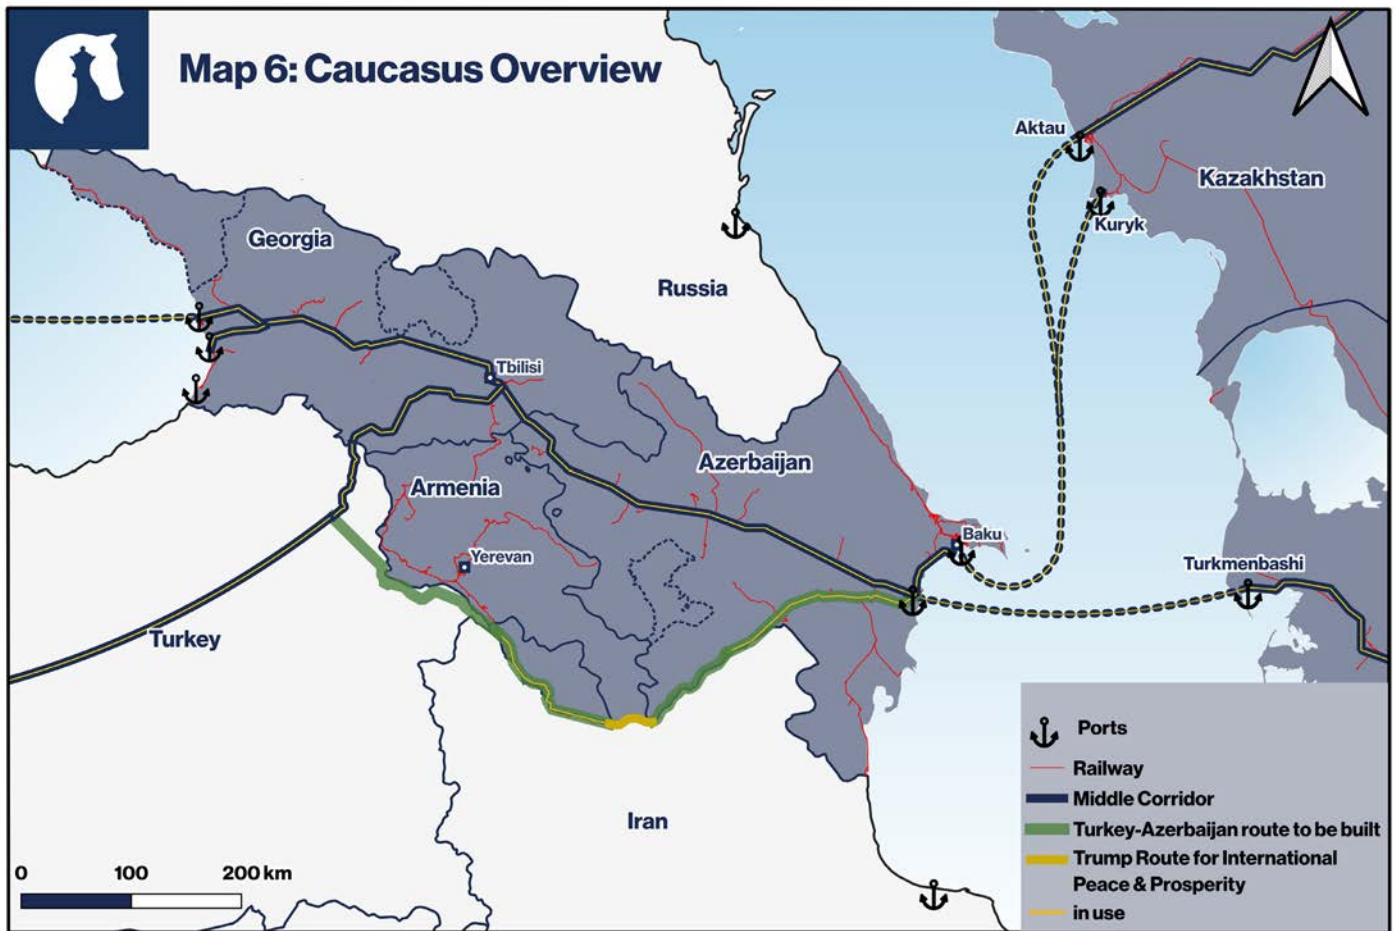 Map 6: Caucasus Overview
Aktau
Kazakhstan
Kuryk
Georgia
Russia
Tbilisi
Azerbaijan
Armenia
Baku
Yerevan
Turkmenbashi
Turkey
Iran
Ports
Railway
Middle Corridor
Turkey-Azerbaijan route to be built
Trump Route for International
Peace & Prosperity
in use
0 100 200 km